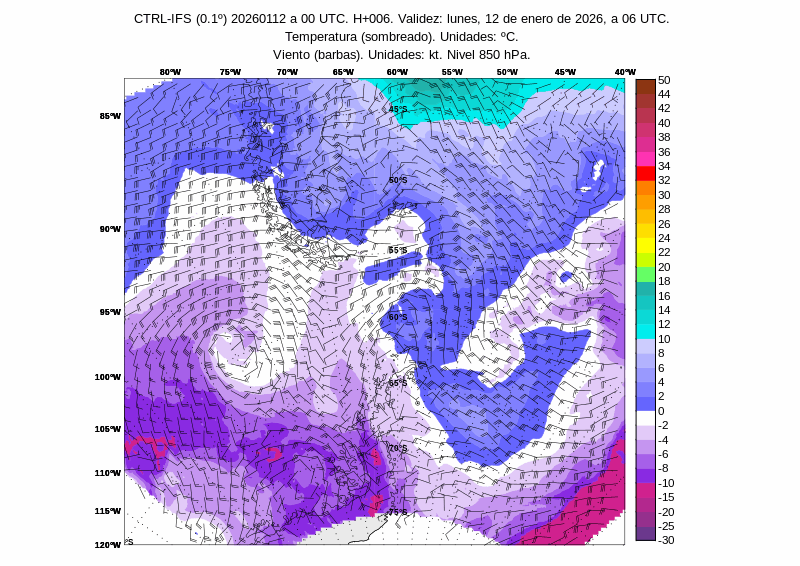 CTRL-IFS (0.1º) 20260112 a 00 UTC. H+006. Validez: lunes, 12 de enero de 2026, a 06 UTC.
Temperatura (sombreado). Unidades: ºC.
Viento (barbas). Unidades: kt. Nivel 850 hPa.
80°W 75°W 70°W 65°W 60°W 55°W 50°W 45°W 40°W
85°W
90°W
95°W
100°W
105°W
110°W
115°W
120°W
45°S
50°S
55°S
60°S
65°S
70°S
75°S
°S
50
44
42
40
38
36
34
32
30
28
26
24
22
20
18
16
14
12
10
8
6
4
2
0
-2
-4
-6
-8
-10
-15
-20
-25
-30